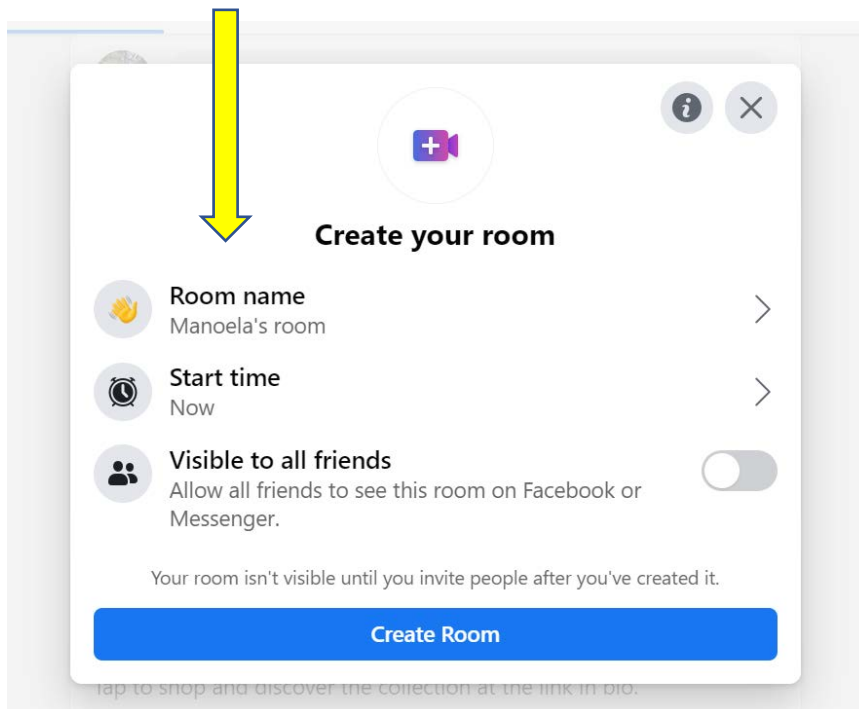 Create your room
Room name
Manoela's room
Start time
Now
Visible to all friends
Allow all friends to see this room on Facebook or
Messenger.
Your room isn't visible until you invite people after you've created it.
Create Room
Tap to shop and discover the collection at the link in bio.